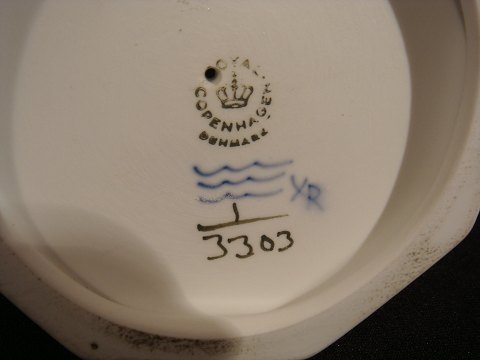 ROYAL
COPENHAGEN
DENMARK
YR
1
3303